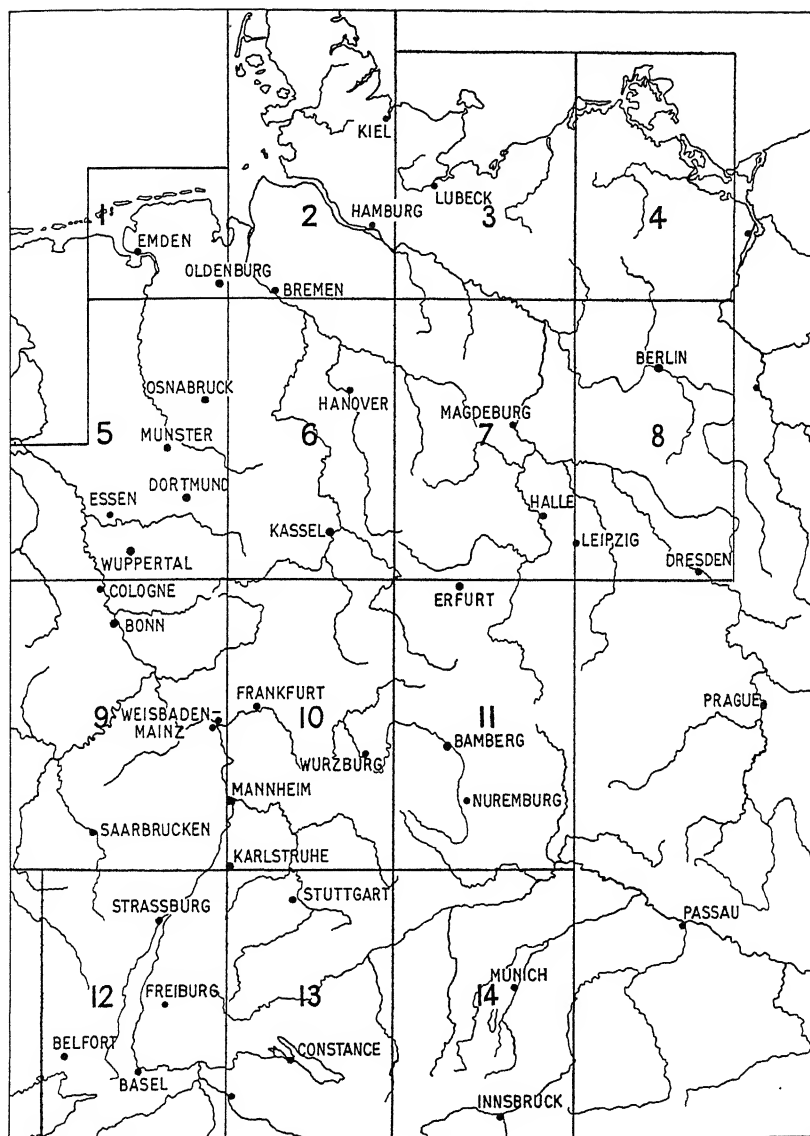 KIEL
LUBECK
1
2
HAMBURG
3
4
EMDEN
OLDENBURG
BREMEN
BERLIN
OSNABRUCK
HANOVER
MAGDEBURG
5
MUNSTER
6
7
8
DORTMUND
ESSEN
HALLE
KASSEL
LEIPZIG
WUPPERTAL
DRESDEN
COLOGNE
ERFURT
BONN
FRANKFURT
PRAGUE
9
WEISBADEN-
MAINZ
10
11
BAMBERG
WURZBURG
MANNHEIM
NUREMBURG
SAARBRUCKEN
KARLSTRUHE
STUTTGART
STRASSBURG
PASSAU
12
FREIBURG
13
14
MUNICH
BELFORT
CONSTANCE
BASEL
INNSBRUCK